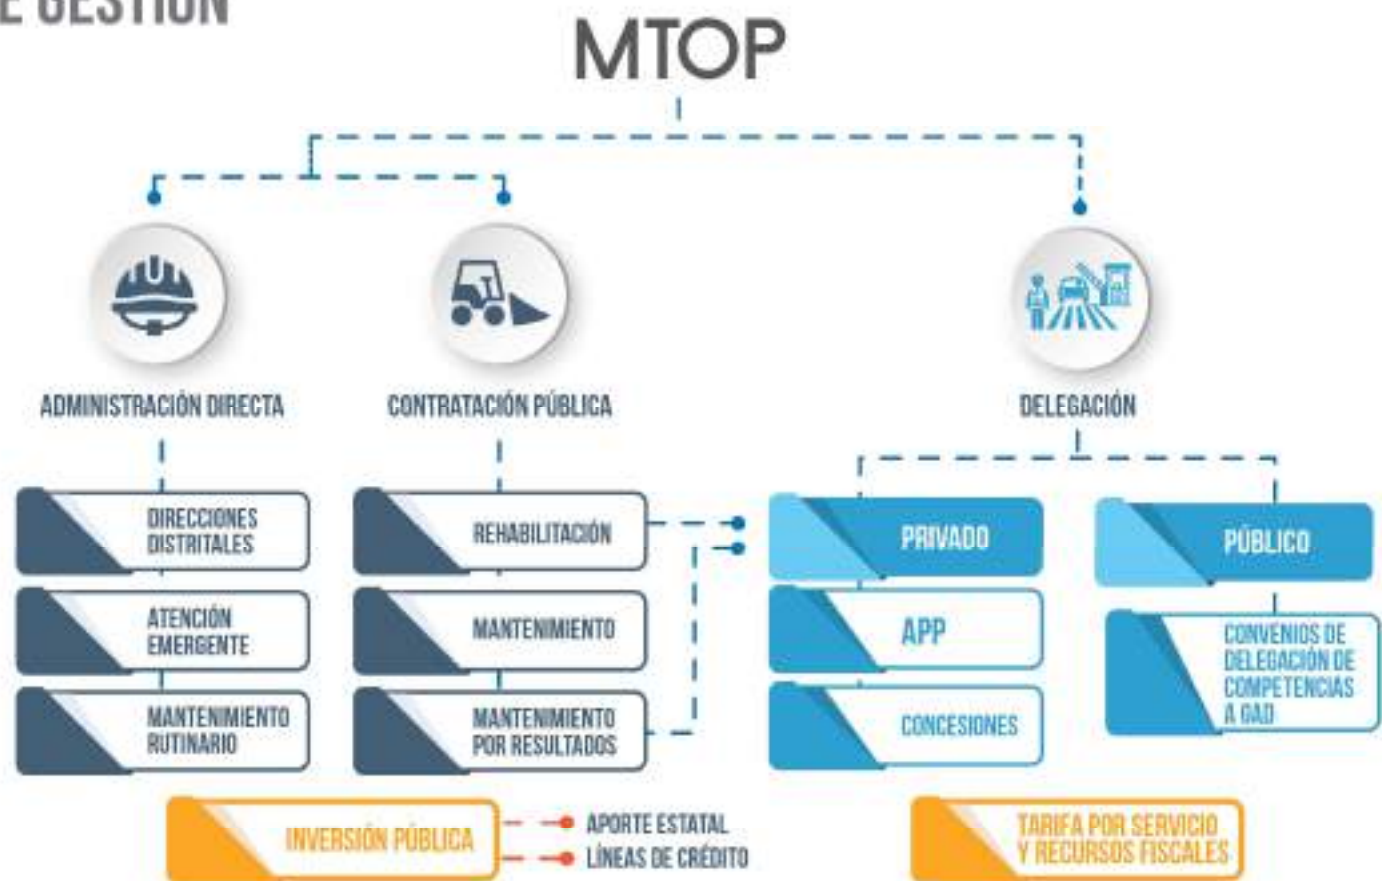 E GESTIÓN
MTOP
ADMINISTRACIÓN DIRECTA
DIRECCIONES
DISTRITALES
ATENCIÓN
EMERGENTE
MANTENIMIENTO
RUTINARIO
CONTRATACIÓN PÚBLICA
REHABILITACIÓN
MANTENIMIENTO
MANTENIMIENTO
POR RESULTADOS
DELEGACIÓN
PRIVADO
APP
CONCESIONES
PÚBLICO
CONVENIOS DE
DELEGACIÓN DE
COMPETENCIAS
A GAD
INVERSIÓN PÚBLICA
APORTE ESTATAL
LÍNEAS DE CRÉDITO
TARIFA POR SERVICIO
Y RECURSOS FISCALES